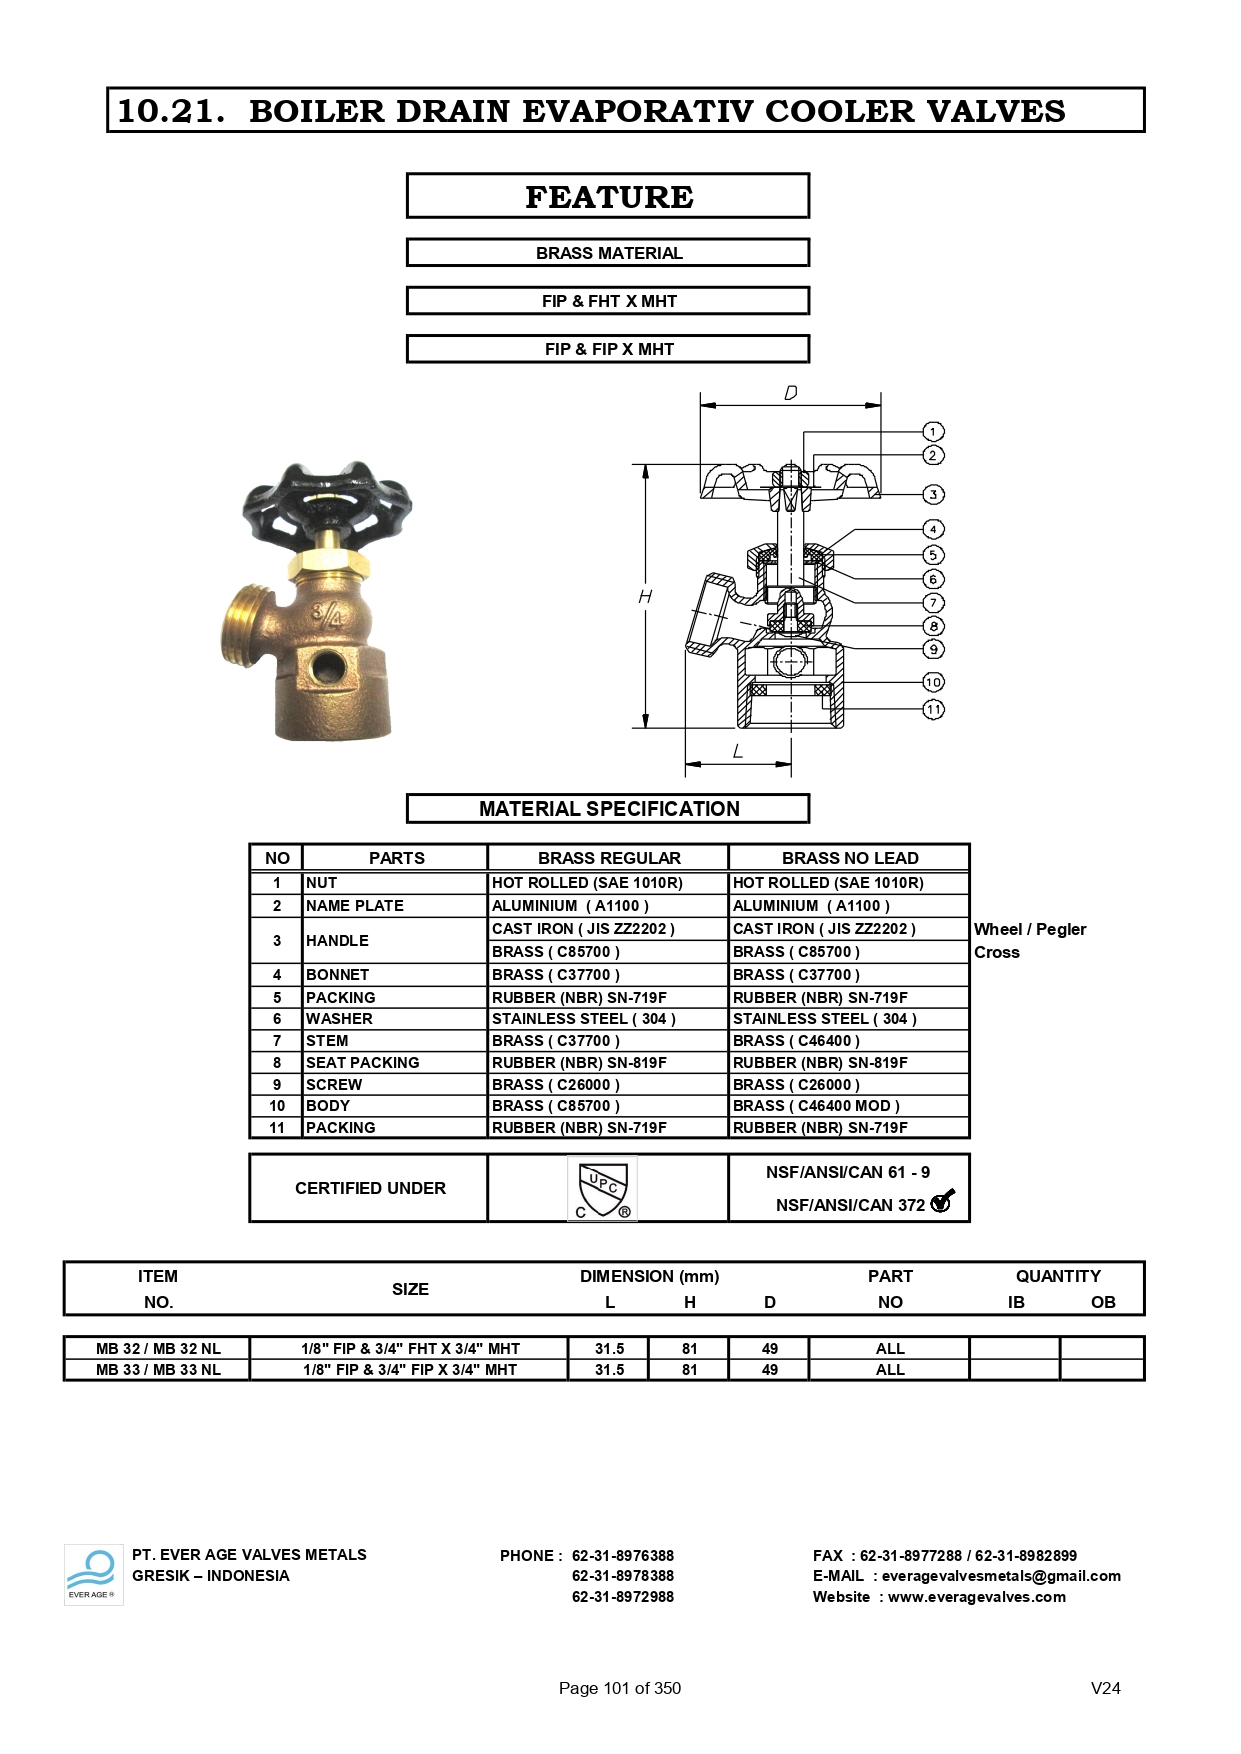 10.21. BOILER DRAIN EVAPORATIV COOLER VALVES
FEATURE
BRASS MATERIAL
FIP & FHT X MHT
FIP & FIP X MHT
3/4
D
H
L
1
2
3
4
5
6
7
8
9
10
11
MATERIAL SPECIFICATION
NO PARTS BRASS REGULAR BRASS NO LEAD
1 NUT HOT ROLLED (SAE 1010R) HOT ROLLED (SAE 1010R)
2 NAME PLATE ALUMINIUM ( A1100 ) ALUMINIUM ( A1100 )
3 HANDLE CAST IRON ( JIS ZZ2202 ) CAST IRON ( JIS ZZ2202 ) Wheel / Pegler
BRASS ( C85700 ) BRASS ( C85700 ) Cross
4 BONNET BRASS ( C37700 ) BRASS ( C37700 )
5 PACKING RUBBER (NBR) SN-719F RUBBER (NBR) SN-719F
6 WASHER STAINLESS STEEL ( 304 ) STAINLESS STEEL ( 304 )
7 STEM BRASS ( C37700 ) BRASS ( C46400 )
8 SEAT PACKING RUBBER (NBR) SN-819F RUBBER (NBR) SN-819F
9 SCREW BRASS ( C26000 ) BRASS ( C26000 )
10 BODY BRASS ( C85700 ) BRASS ( C46400 MOD )
11 PACKING RUBBER (NBR) SN-719F RUBBER (NBR) SN-719F
CERTIFIED UNDER
UPC
C ®
NSF/ANSI/CAN 61 - 9
NSF/ANSI/CAN 372
ITEM NO. SIZE DIMENSION (mm) PART NO QUANTITY
L H D IB OB
MB 32 / MB 32 NL 1/8" FIP & 3/4" FHT X 3/4" MHT 31.5 81 49 ALL
MB 33 / MB 33 NL 1/8" FIP & 3/4" FIP X 3/4" MHT 31.5 81 49 ALL
EVER AGE ®
PT. EVER AGE VALVES METALS
GRESIK – INDONESIA
PHONE : 62-31-8976388
62-31-8978388
62-31-8972988
FAX : 62-31-8977288 / 62-31-8982899
E-MAIL : everagevalvesmetals@gmail.com
Website : www.everagevalves.com
Page 101 of 350
V24